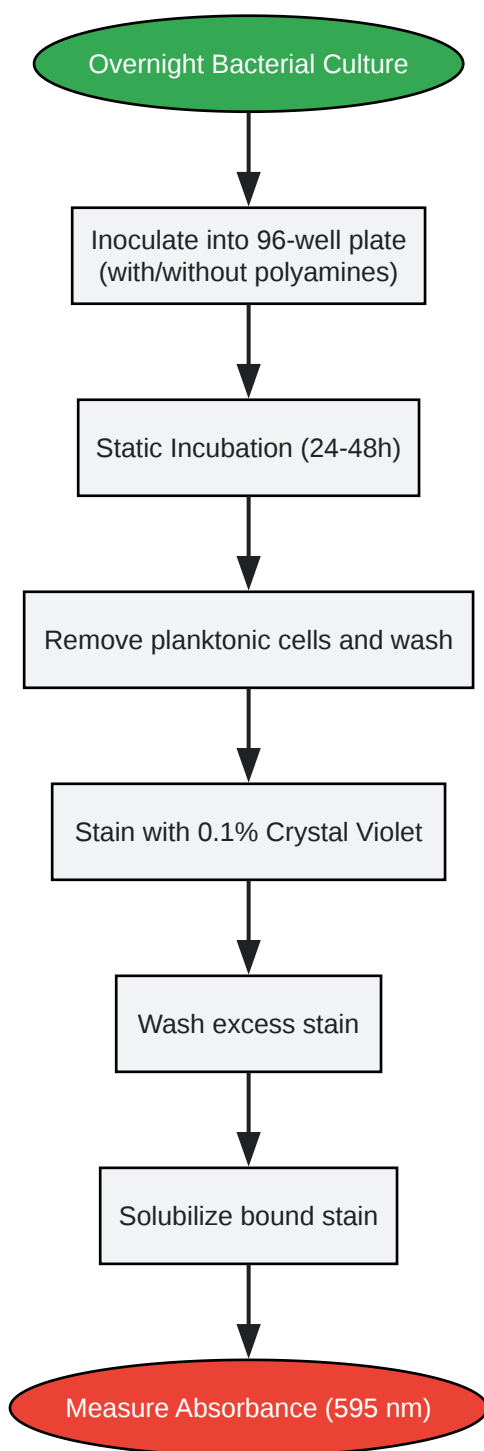 Overnight Bacterial Culture
Inoculate into 96-well plate
(with/without polyamines)
Static Incubation (24-48h)
Remove planktonic cells and wash
Stain with 0.1% Crystal Violet
Wash excess stain
Solubilize bound stain
Measure Absorbance (595 nm)